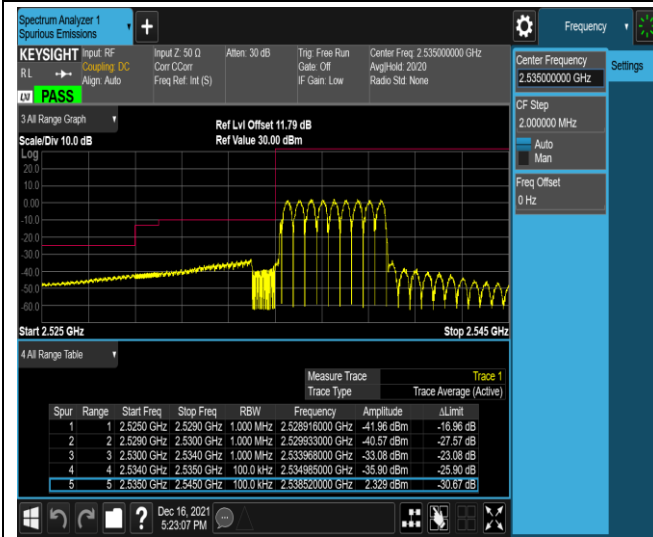 Spectrum Analyzer 1
Spurious Emissions
Frequency
KEYSIGHT Input: RF Input Z: 50 Ω Atten: 30 dB Trig: Free Run Center Freq: 2.535000000 GHz
RL Coupling: DC Corr CCorr Gate: Off Avg|Hold: 20/20
Align: Auto Freq Ref: Int (S) IF Gain: Low Radio Std: None
PASS
Center Frequency
2.535000000 GHz
Settings
CF Step
2.000000 MHz
Auto
Man
Freq Offset
0 Hz
3 All Range Graph
Ref Lvl Offset 11.79 dB
Scale/Div 10.0 dB Ref Value 30.00 dBm
Log
20.0
10.0
0.00
-10.0
-20.0
-30.0
-40.0
-50.0
-60.0
Start 2.525 GHz Stop 2.545 GHz
4 All Range Table
Measure Trace Trace 1
Trace Type Trace Average (Active)
Spur Range Start Freq Stop Freq RBW Frequency Amplitude ΔLimit
1 1 2.5250 GHz 2.5290 GHz 1.000 MHz 2.528916000 GHz -41.96 dBm -16.96 dB
2 2 2.5290 GHz 2.5300 GHz 1.000 MHz 2.529933000 GHz -40.57 dBm -27.57 dB
3 3 2.5300 GHz 2.5340 GHz 1.000 MHz 2.533968000 GHz -33.08 dBm -23.08 dB
4 4 2.5340 GHz 2.5350 GHz 100.0 kHz 2.534985000 GHz -35.90 dBm -25.90 dB
5 5 2.5350 GHz 2.5450 GHz 100.0 kHz 2.538520000 GHz 2.329 dBm -30.67 dB
Dec 16, 2021
5:23:07 PM